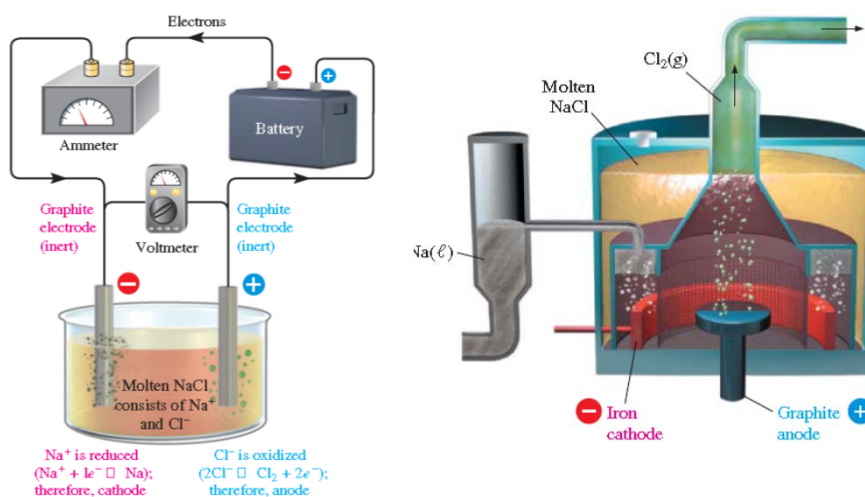 Electrons
−
+
Battery
Ammeter
Graphite
electrode
(inert)
Voltmeter
Graphite
electrode
(inert)
−
+
Molten NaCl
consists of Na⁺
and Cl⁻
Na⁺ is reduced
(Na⁺ + 1e⁻ □ Na);
therefore, cathode
Cl⁻ is oxidized
(2Cl⁻ □ Cl₂ + 2e⁻);
therefore, anode
Cl₂(g)
Molten
NaCl
Na(ℓ)
− Iron
cathode
Graphite +
anode